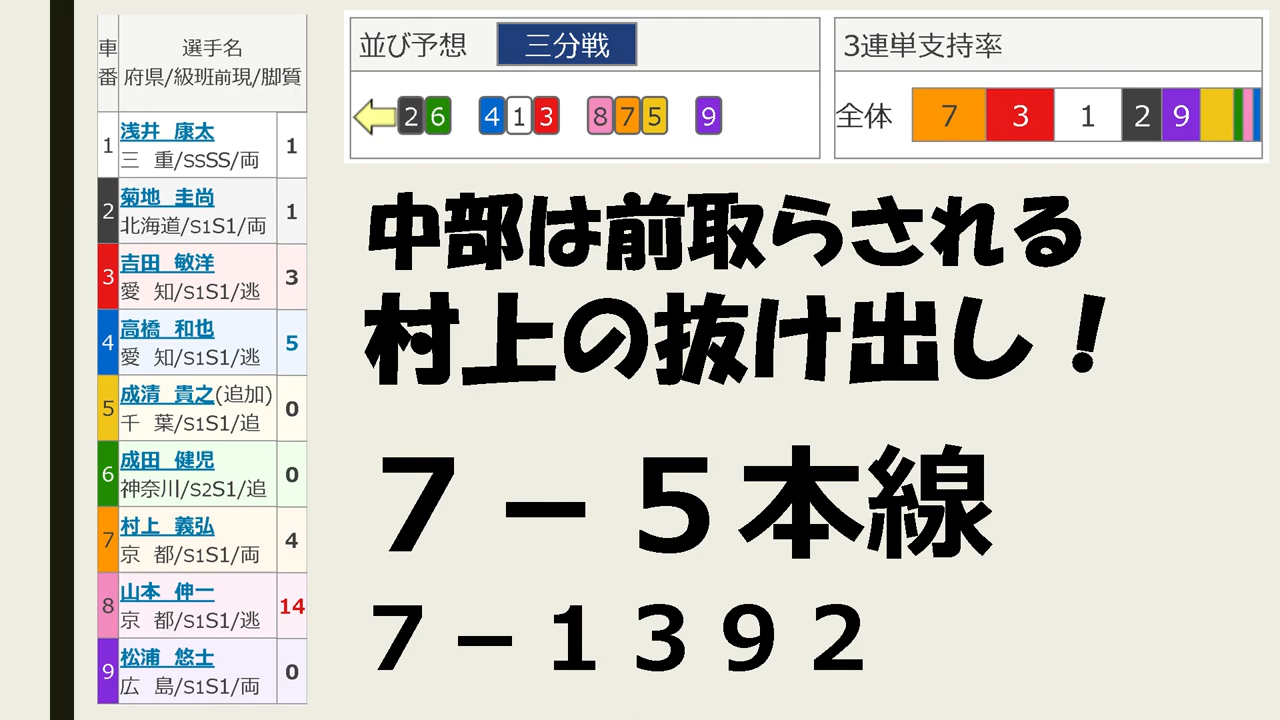 車番
選手名
府県/級班前現/脚質
1
浅井 康太
三 重/SSSS/両
1
2
菊地 圭尚
北海道/S1S1/両
1
3
吉田 敏洋
愛 知/S1S1/逃
3
4
高橋 和也
愛 知/S1S1/逃
5
5
成清 貴之(追加)
千 葉/S1S1/追
0
6
成田 健児
神奈川/S2S1/追
0
7
村上 義弘
京 都/S1S1/両
4
8
山本 伸一
京 都/S1S1/逃
14
9
松浦 悠士
広 島/S1S1/両
0
並び予想 三分戦
2 6 4 1 3 8 7 5 9
3連単支持率
全体 7 3 1 2 9
中部は前取らされる
村上の抜け出し！
７－５本線
７－１３９２